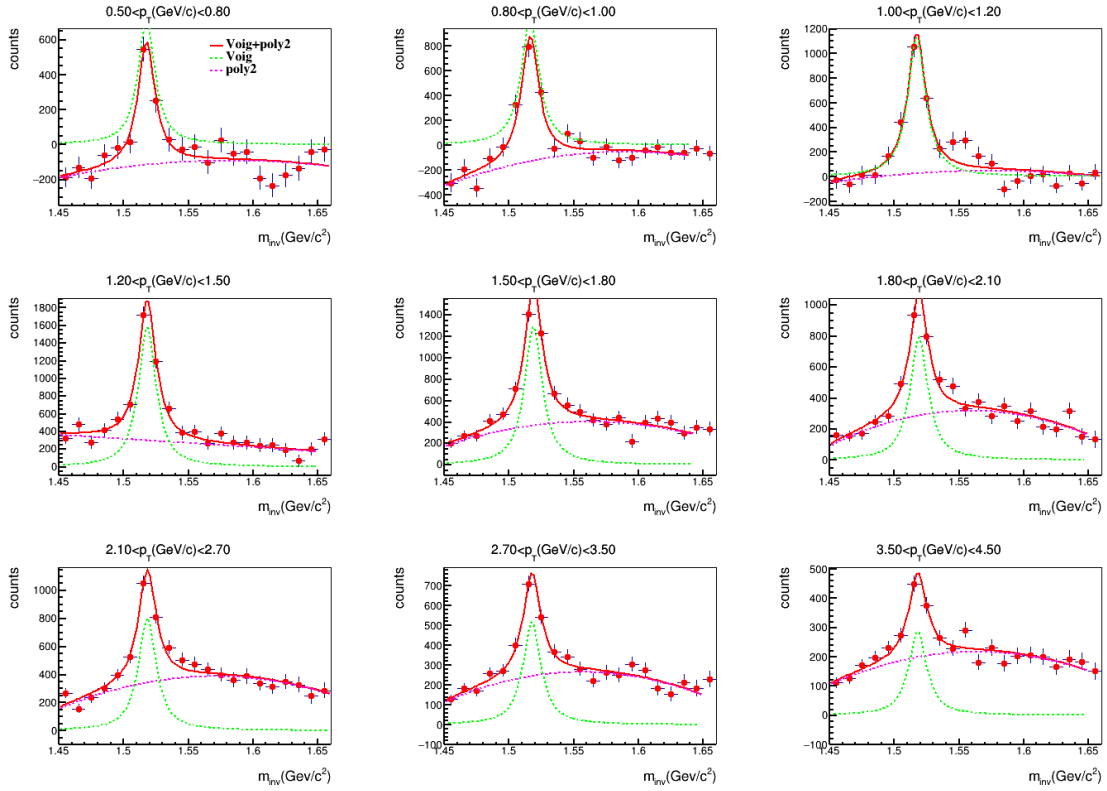 0.50<p_T(GeV/c)<0.80
counts
600
400
200
0
−200
Voig+poly2
Voig
poly2
1.45 1.5 1.55 1.6 1.65
m_inv(Gev/c²)
0.80<p_T(GeV/c)<1.00
counts
800
600
400
200
0
−200
−400
1.45 1.5 1.55 1.6 1.65
m_inv(Gev/c²)
1.00<p_T(GeV/c)<1.20
counts
1200
1000
800
600
400
200
0
−200
1.45 1.5 1.55 1.6 1.65
m_inv(Gev/c²)
1.20<p_T(GeV/c)<1.50
counts
1800
1600
1400
1200
1000
800
600
400
200
0
1.45 1.5 1.55 1.6 1.65
m_inv(Gev/c²)
1.50<p_T(GeV/c)<1.80
counts
1400
1200
1000
800
600
400
200
0
1.45 1.5 1.55 1.6 1.65
m_inv(Gev/c²)
1.80<p_T(GeV/c)<2.10
counts
1000
800
600
400
200
0
1.45 1.5 1.55 1.6 1.65
m_inv(Gev/c²)
2.10<p_T(GeV/c)<2.70
counts
1000
800
600
400
200
0
1.45 1.5 1.55 1.6 1.65
m_inv(Gev/c²)
2.70<p_T(GeV/c)<3.50
counts
700
600
500
400
300
200
100
0
−100
1.45 1.5 1.55 1.6 1.65
m_inv(Gev/c²)
3.50<p_T(GeV/c)<4.50
counts
500
400
300
200
100
0
−100
1.45 1.5 1.55 1.6 1.65
m_inv(Gev/c²)